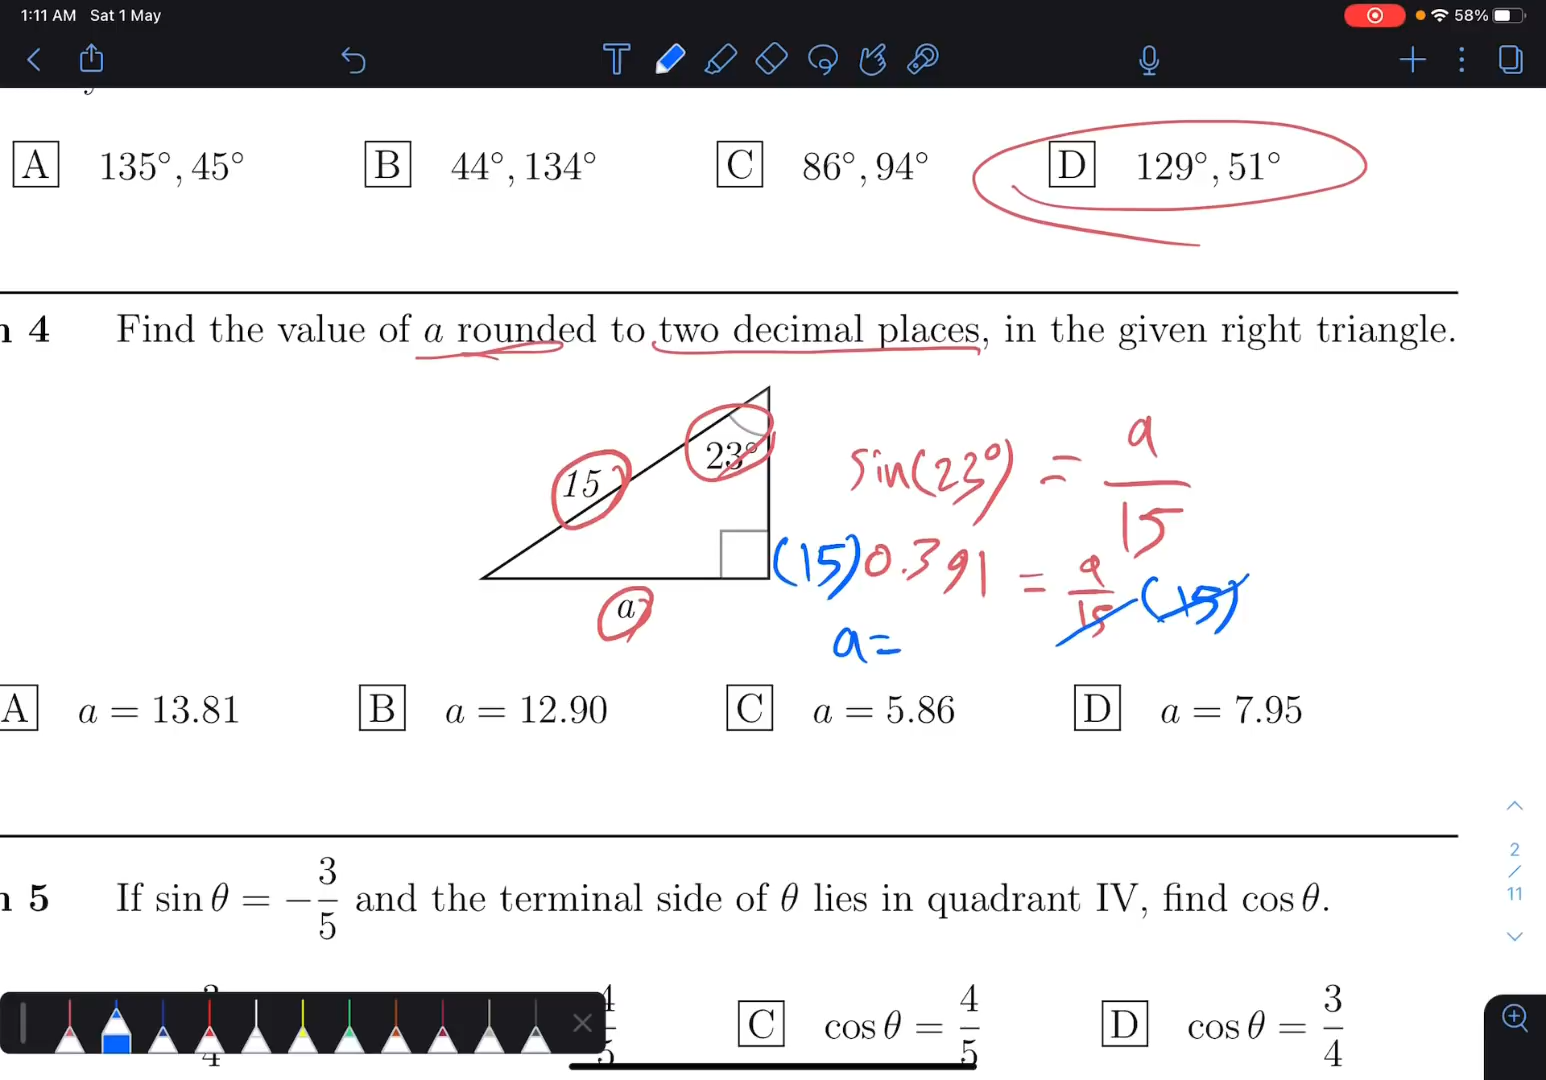 1:11 AM Sat 1 May 58%
A 135°, 45° B 44°, 134° C 86°, 94° D 129°, 51°
4 Find the value of a rounded to two decimal places, in the given right triangle.
15
23°
a
sin(23°) = a/15
(15)0.391 = a/15 (15)
a=
A a = 13.81 B a = 12.90 C a = 5.86 D a = 7.95
5 If sin θ = −3/5 and the terminal side of θ lies in quadrant IV, find cos θ.
C cos θ = 4/5 D cos θ = 3/4
2
/
11